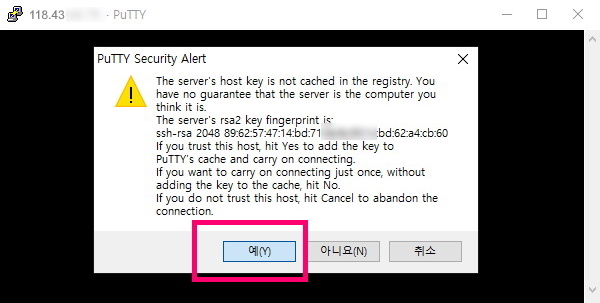 118.43 - PuTTY
PuTTY Security Alert
The server's host key is not cached in the registry. You
have no guarantee that the server is the computer you
think it is.
The server's rsa2 key fingerprint is:
ssh-rsa 2048 89:62:57:47:14:bd:71 :bd:62:a4:cb:60
If you trust this host, hit Yes to add the key to
PuTTY's cache and carry on connecting.
If you want to carry on connecting just once, without
adding the key to the cache, hit No.
If you do not trust this host, hit Cancel to abandon the
connection.
예(Y) 아니요(N) 취소